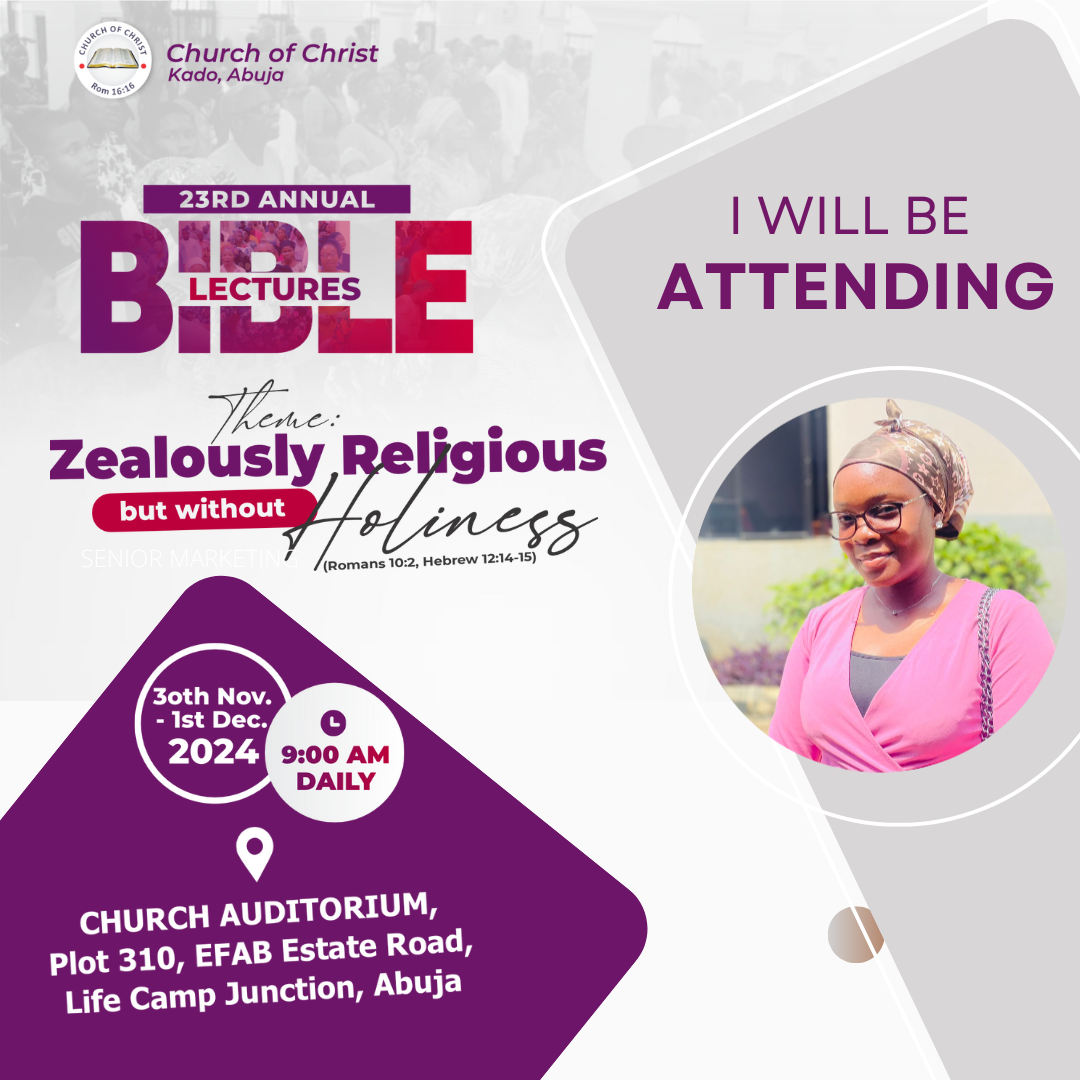 CHURCH OF CHRIST
Rom 16:16
Church of Christ
Kado, Abuja
23RD ANNUAL
BIBLE
LECTURES
Theme:
Zealously Religious
but without
Holiness
(Romans 10:2, Hebrew 12:14-15)
SENIOR MARKETING
I WILL BE
ATTENDING
3oth Nov.
- 1st Dec.
2024
9:00 AM
DAILY
CHURCH AUDITORIUM,
Plot 310, EFAB Estate Road,
Life Camp Junction, Abuja